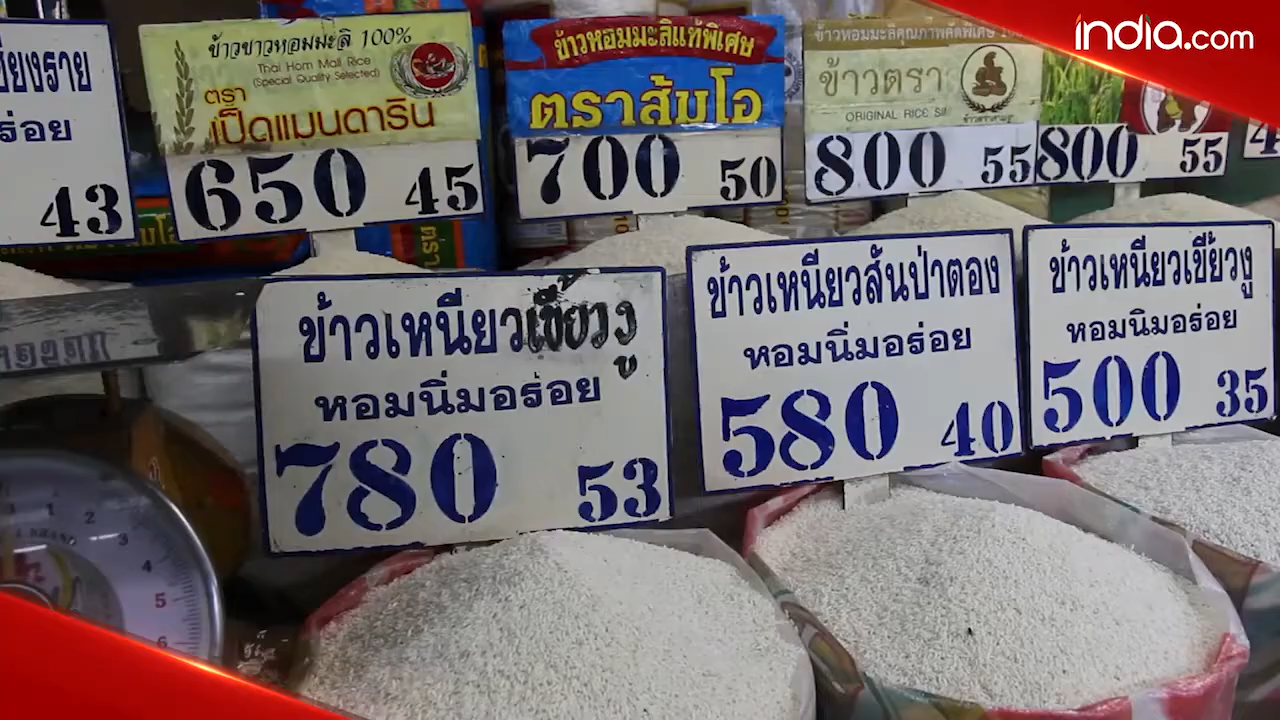 india.com
ียงราย
ร่อย
43
ข้าวขาวหอมมะลิ 100%
Thai Hom Mali Rice
(Special Quality Selected)
ตรา
เป็ดแมนดาริน
650 45
ข้าวหอมมะลิแท้พิเศษ
ตราส้มโอ
700 50
ข้าวหอมมะลิคุณภาพคัดพิเศษ
ข้าวตรา
ORIGINAL RICE
800 55
800 55
4
ข้าวเหนียวเขี้ยวงู
หอมนิ่มอร่อย
780 53
ข้าวเหนียวสันป่าตอง
หอมนิ่มอร่อย
580 40
ข้าวเหนียวเขี้ยวงู
หอมนิ่มอร่อย
500 35
1 2 3 4 5 6